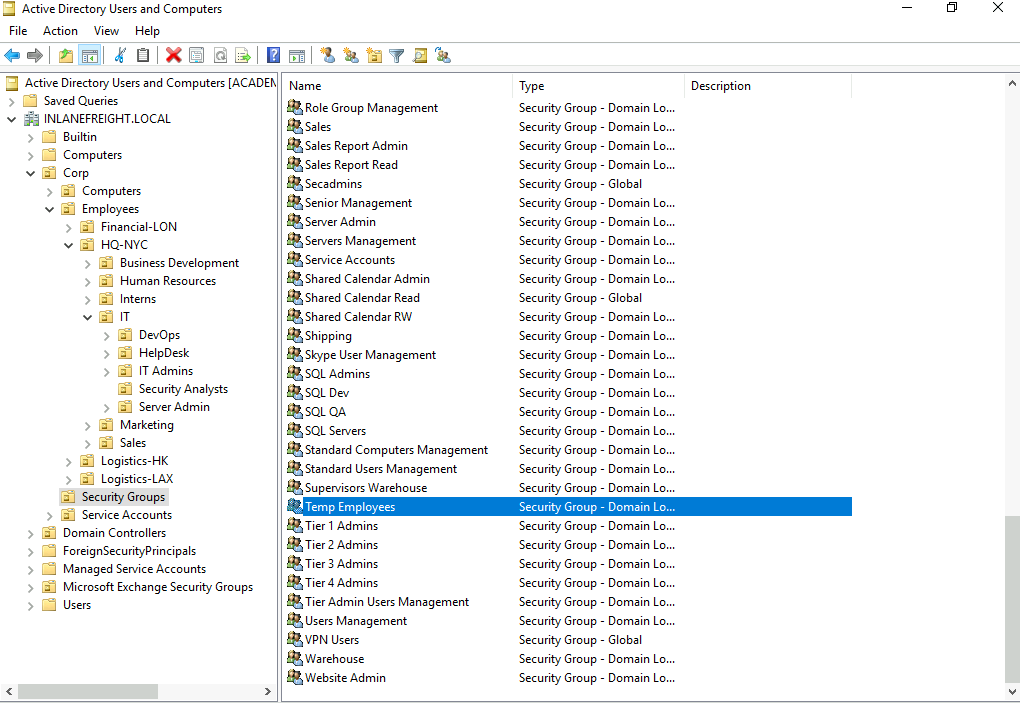 Active Directory Users and Computers
File Action View Help
Active Directory Users and Computers [ACADEM
Saved Queries
INLANEFREIGHT.LOCAL
Builtin
Computers
Corp
Computers
Employees
Financial-LON
HQ-NYC
Business Development
Human Resources
Interns
IT
DevOps
HelpDesk
IT Admins
Security Analysts
Server Admin
Marketing
Sales
Logistics-HK
Logistics-LAX
Security Groups
Service Accounts
Domain Controllers
ForeignSecurityPrincipals
Managed Service Accounts
Microsoft Exchange Security Groups
Users
Name Type Description
Role Group Management Security Group - Domain Lo...
Sales Security Group - Domain Lo...
Sales Report Admin Security Group - Domain Lo...
Sales Report Read Security Group - Domain Lo...
Secadmins Security Group - Global
Senior Management Security Group - Domain Lo...
Server Admin Security Group - Domain Lo...
Servers Management Security Group - Domain Lo...
Service Accounts Security Group - Domain Lo...
Shared Calendar Admin Security Group - Domain Lo...
Shared Calendar Read Security Group - Global
Shared Calendar RW Security Group - Domain Lo...
Shipping Security Group - Domain Lo...
Skype User Management Security Group - Domain Lo...
SQL Admins Security Group - Domain Lo...
SQL Dev Security Group - Domain Lo...
SQL QA Security Group - Domain Lo...
SQL Servers Security Group - Domain Lo...
Standard Computers Management Security Group - Domain Lo...
Standard Users Management Security Group - Domain Lo...
Supervisors Warehouse Security Group - Domain Lo...
Temp Employees Security Group - Domain Lo...
Tier 1 Admins Security Group - Domain Lo...
Tier 2 Admins Security Group - Domain Lo...
Tier 3 Admins Security Group - Domain Lo...
Tier 4 Admins Security Group - Domain Lo...
Tier Admin Users Management Security Group - Domain Lo...
Users Management Security Group - Domain Lo...
VPN Users Security Group - Global
Warehouse Security Group - Domain Lo...
Website Admin Security Group - Domain Lo...